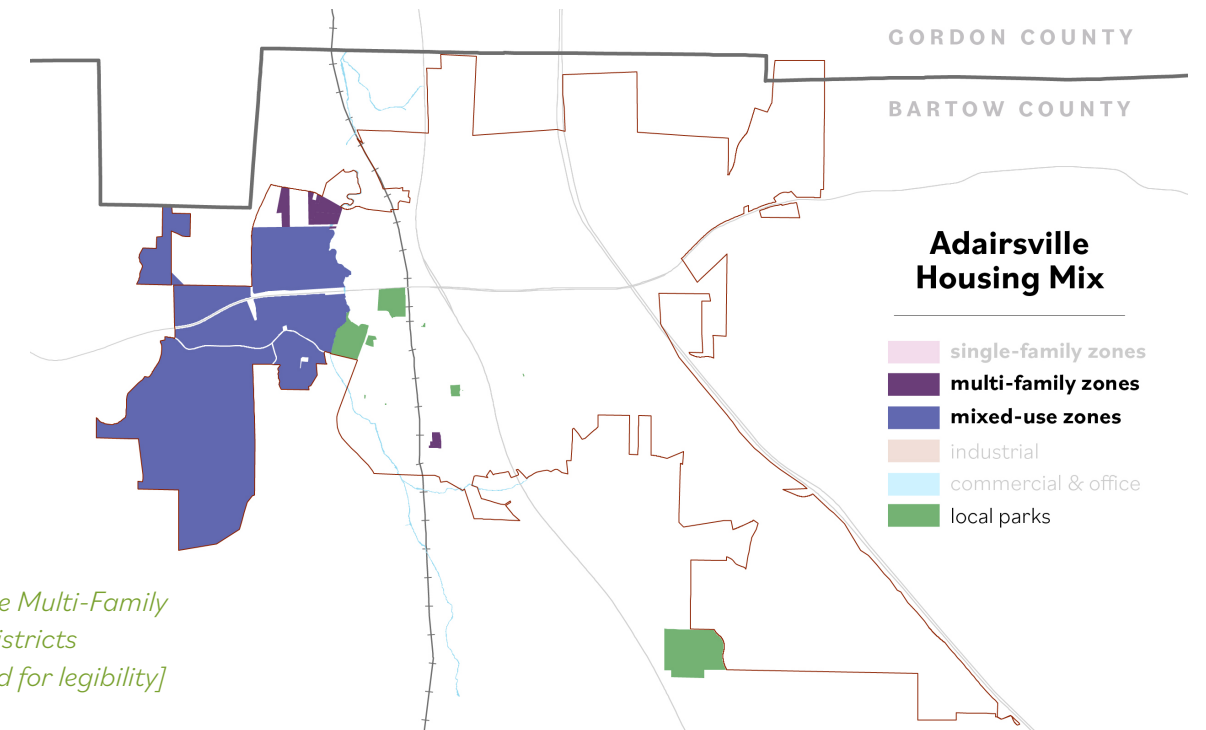 GORDON COUNTY
BARTOW COUNTY
Adairsville
Housing Mix
single-family zones
multi-family zones
mixed-use zones
industrial
commercial & office
local parks
e Multi-Family
istricts
d for legibility]